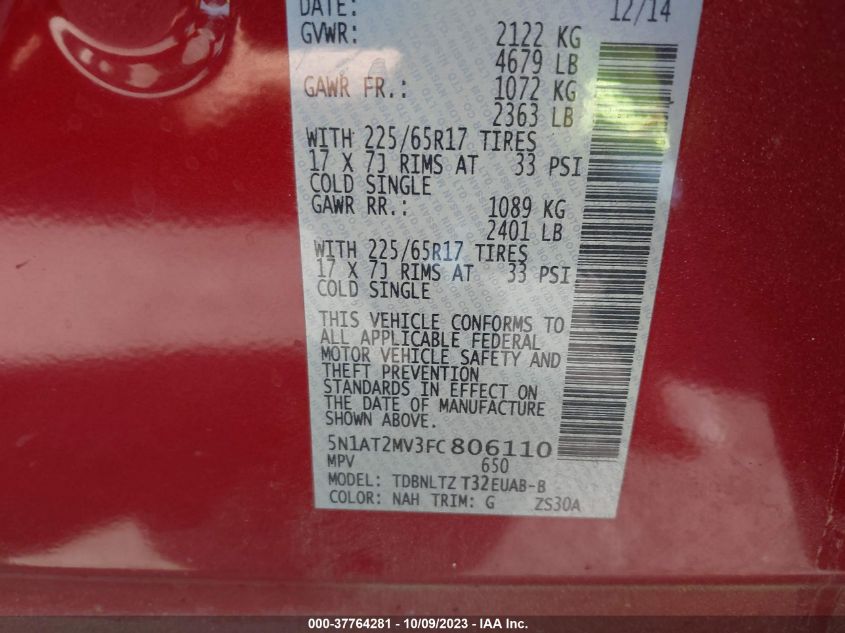 DATE: 12/14
GVWR: 2122 KG
4679 LB
GAWR FR.: 1072 KG
2363 LB
WITH 225/65R17 TIRES
17 X 7J RIMS AT 33 PSI
COLD SINGLE
GAWR RR.: 1089 KG
2401 LB
WITH 225/65R17 TIRES
17 X 7J RIMS AT 33 PSI
COLD SINGLE
THIS VEHICLE CONFORMS TO
ALL APPLICABLE FEDERAL
MOTOR VEHICLE SAFETY AND
THEFT PREVENTION
STANDARDS IN EFFECT ON
THE DATE OF MANUFACTURE
SHOWN ABOVE.
5N1AT2MV3FC806110
MPV 650
MODEL: TDBNLTZ T32EUAB-B
COLOR: NAH TRIM: G ZS30A
000-37764281 - 10/09/2023 - IAA Inc.